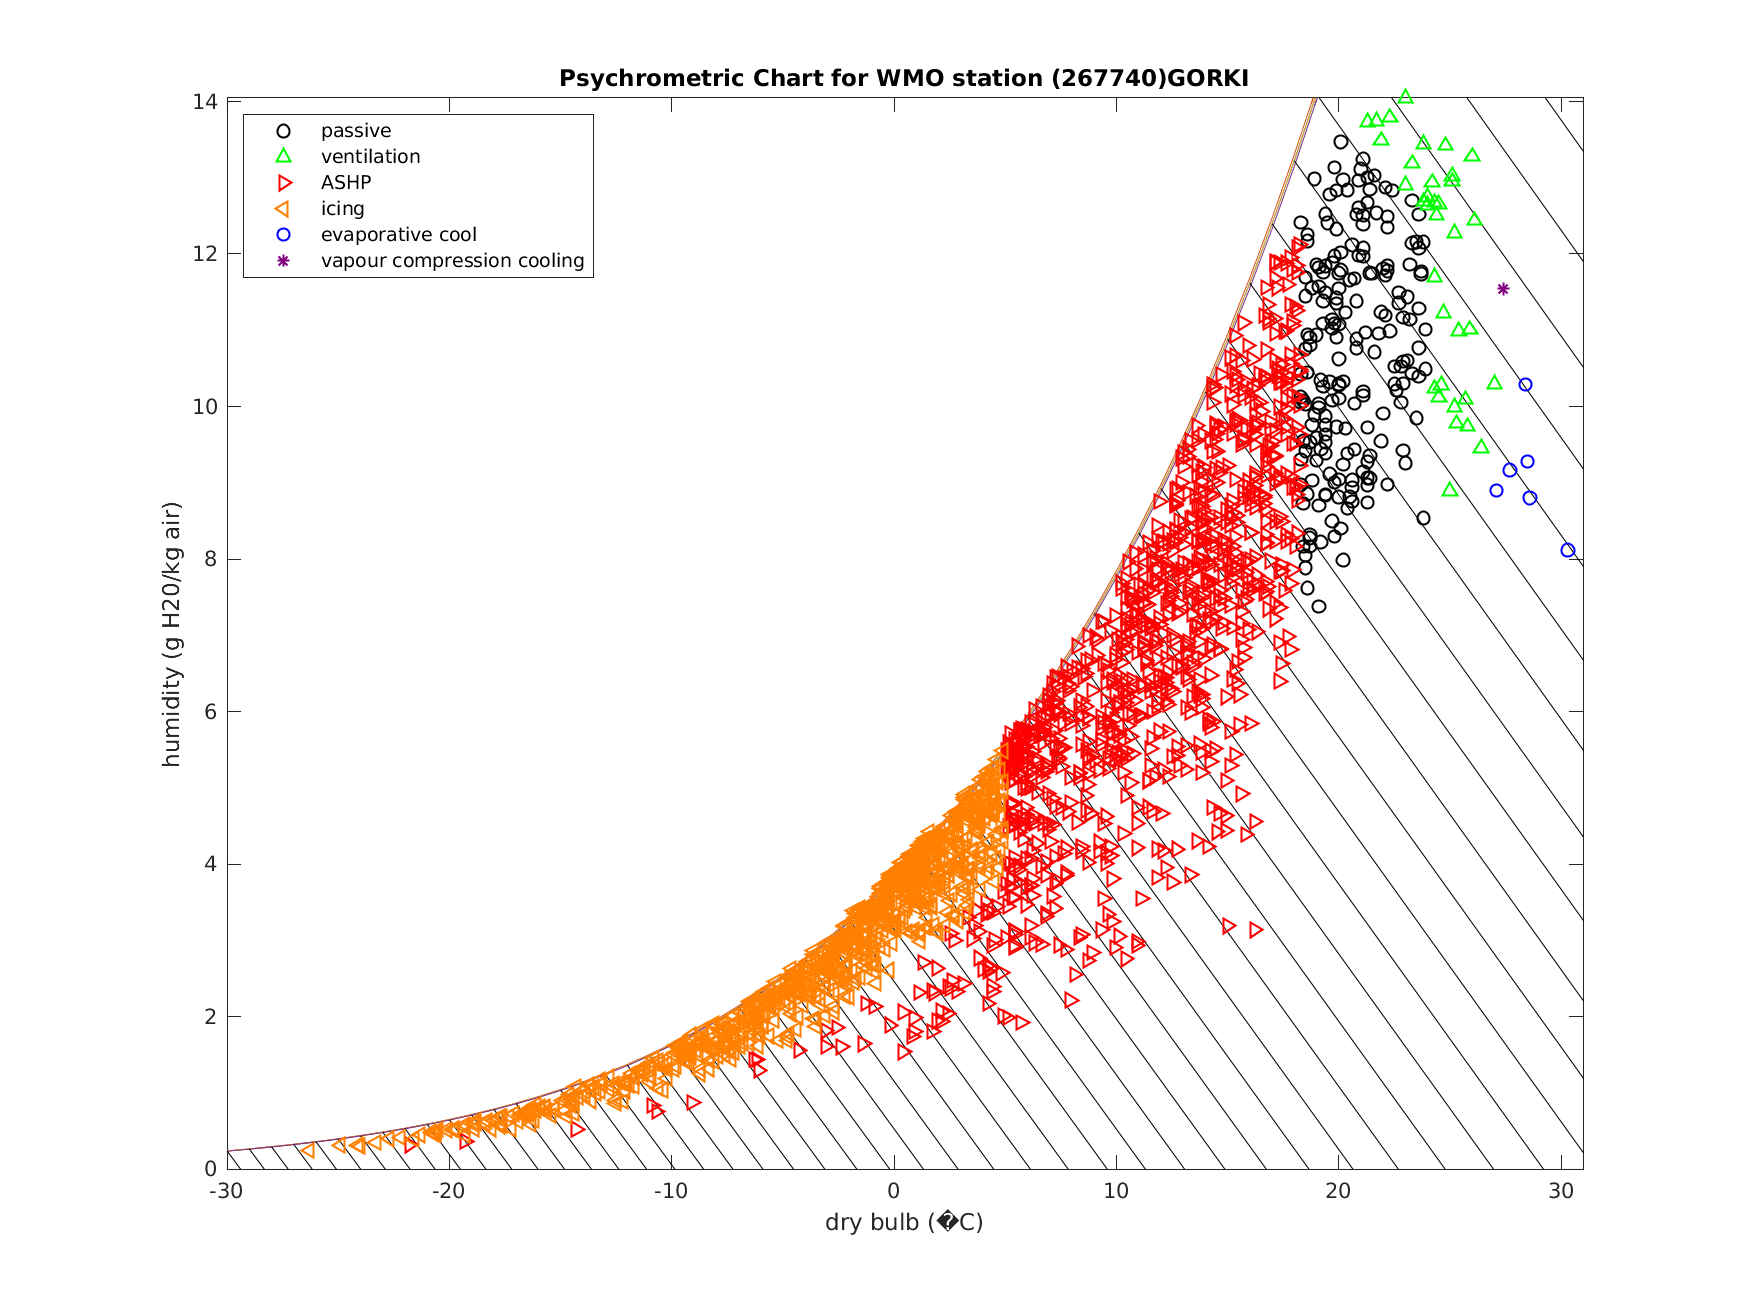 Psychrometric Chart for WMO station (267740)GORKI
passive
ventilation
ASHP
icing
evaporative cool
vapour compression cooling
humidity (g H20/kg air)
14
12
10
8
6
4
2
0
-30
-20
-10
0
10
20
30
dry bulb (�C)